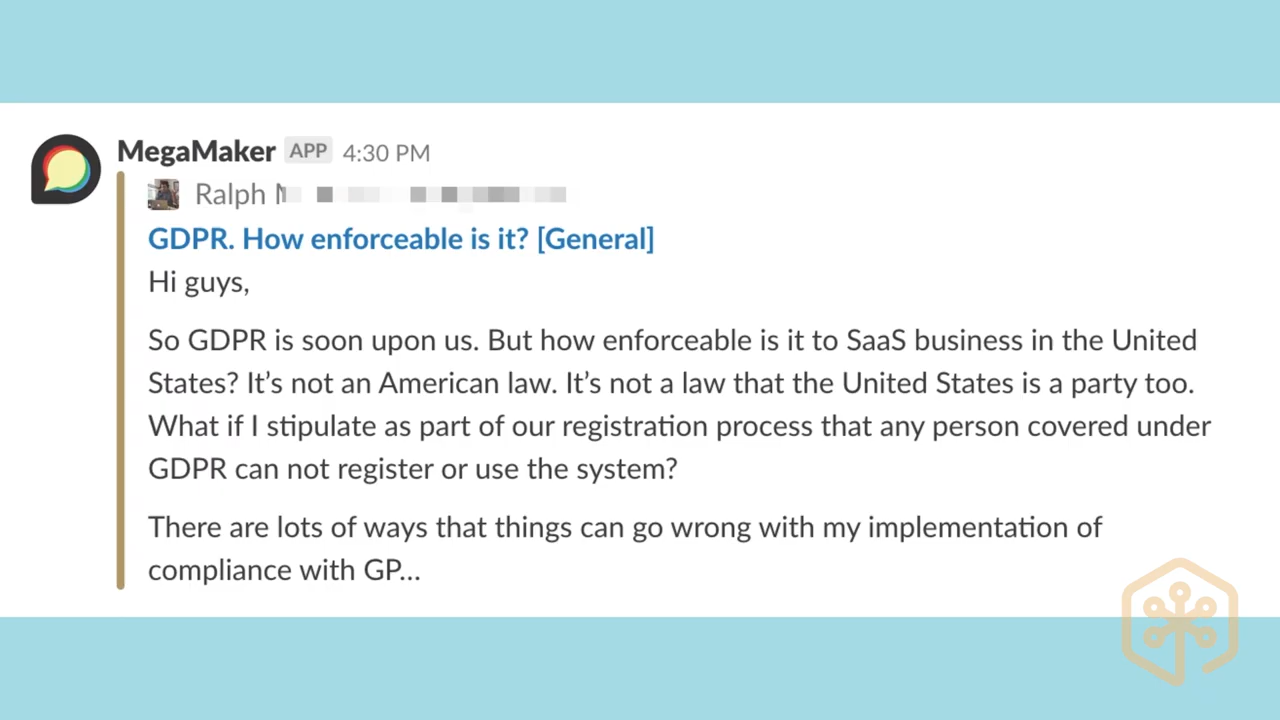 MegaMaker APP 4:30 PM
Ralph
GDPR. How enforceable is it? [General]
Hi guys,
So GDPR is soon upon us. But how enforceable is it to SaaS business in the United
States? It’s not an American law. It’s not a law that the United States is a party too.
What if I stipulate as part of our registration process that any person covered under
GDPR can not register or use the system?
There are lots of ways that things can go wrong with my implementation of
compliance with GP...